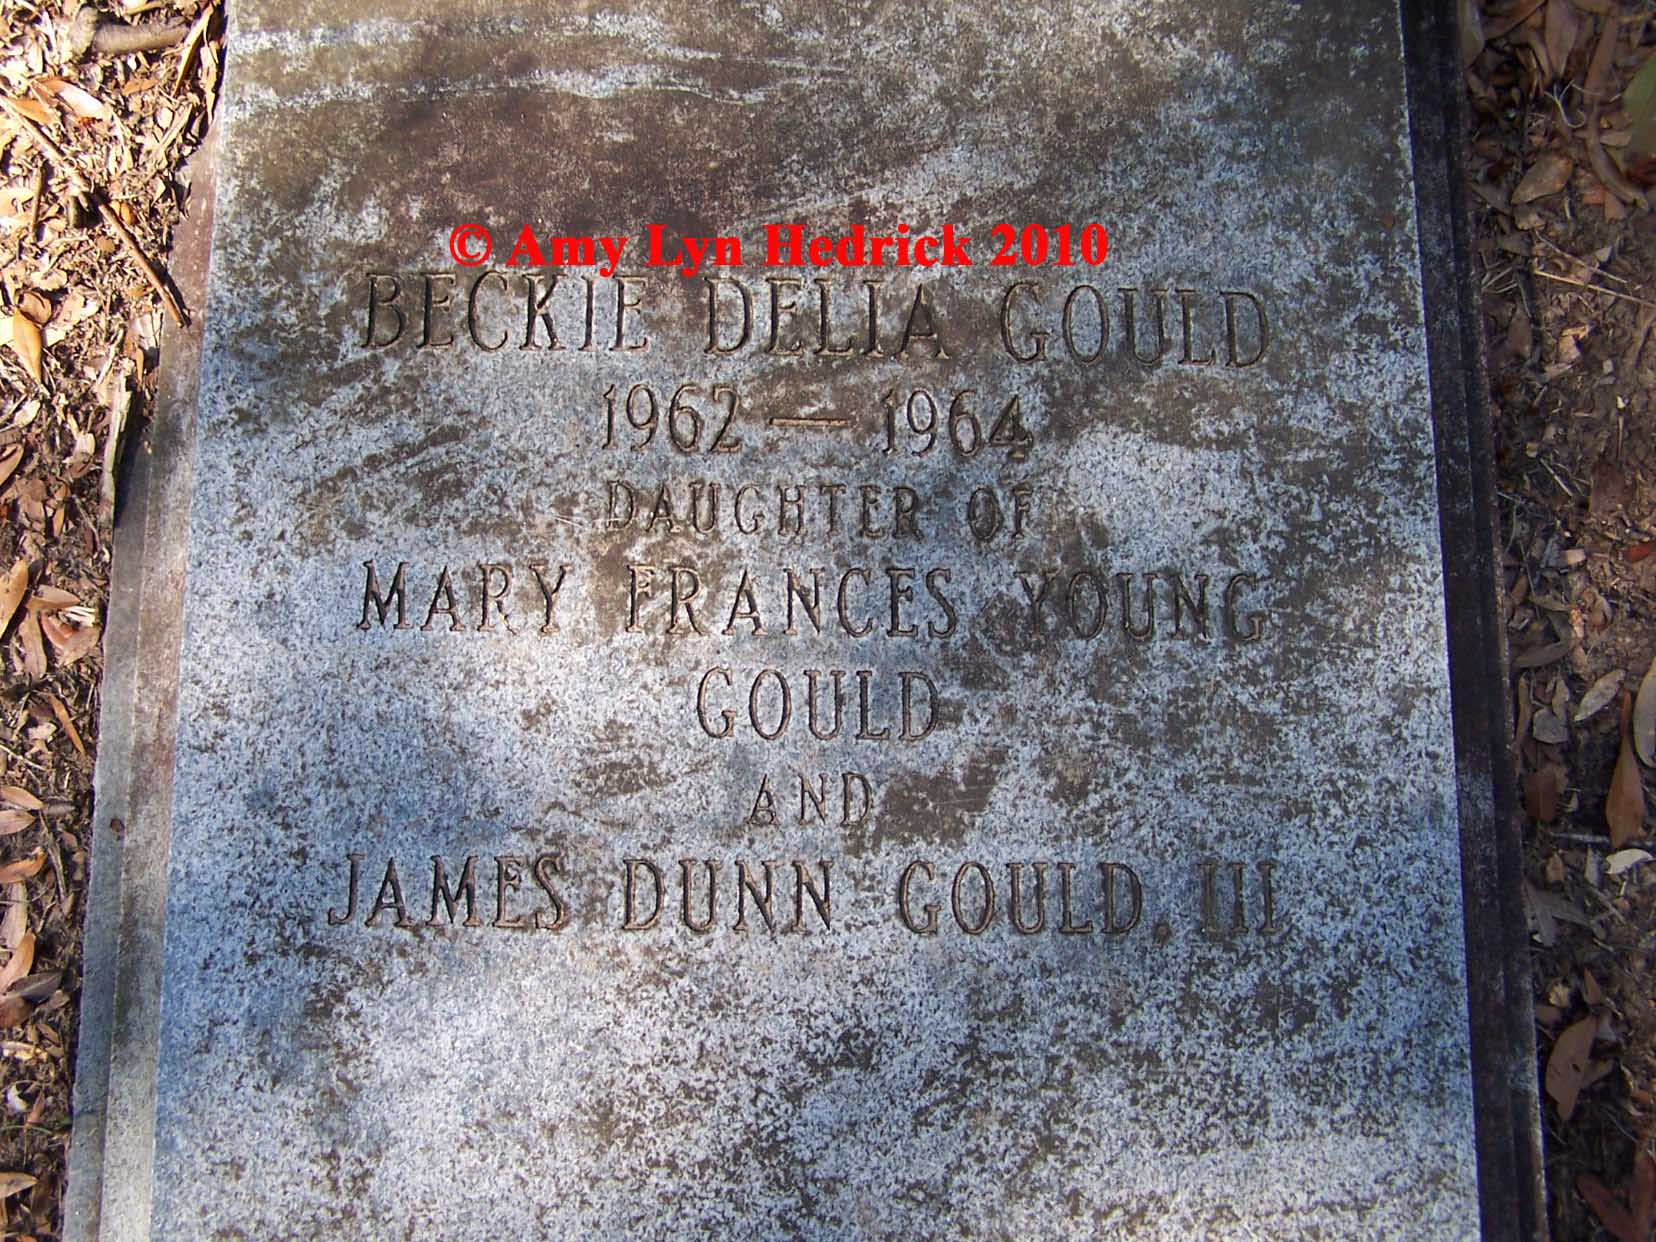 © Amy Lyn Hedrick 2010
BECKIE DELIA GOULD
1962 — 1964
DAUGHTER OF
MARY FRANCES YOUNG
GOULD
AND
JAMES DUNN GOULD, III